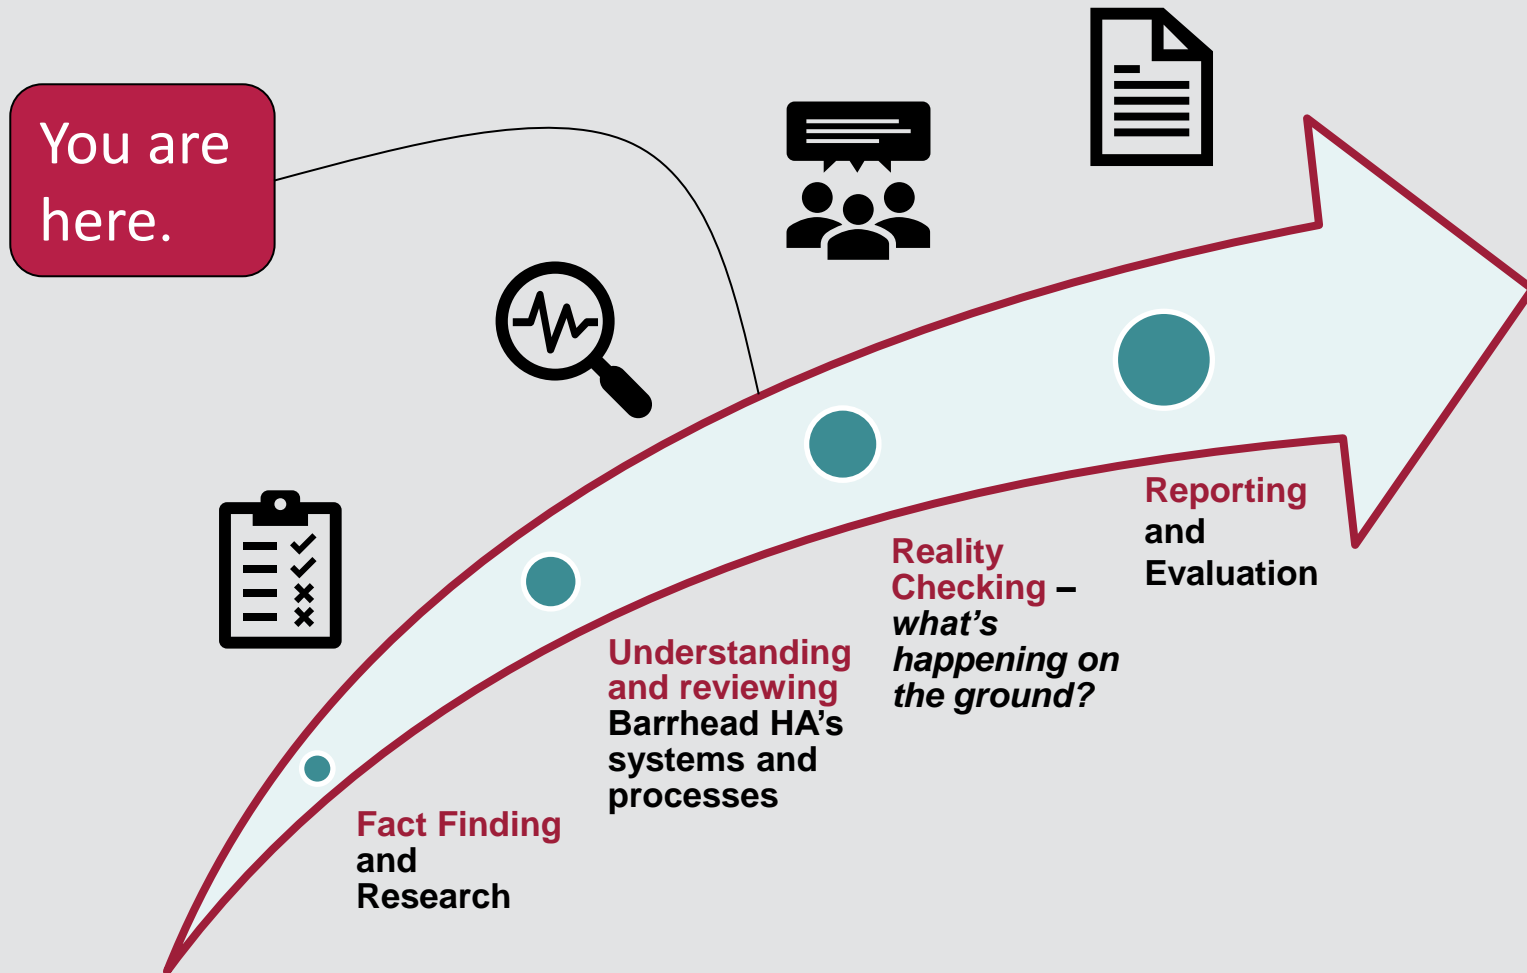 You are
here.
Fact Finding
and
Research
Understanding
and reviewing
Barrhead HA’s
systems and
processes
Reality
Checking –
what’s
happening on
the ground?
Reporting
and
Evaluation